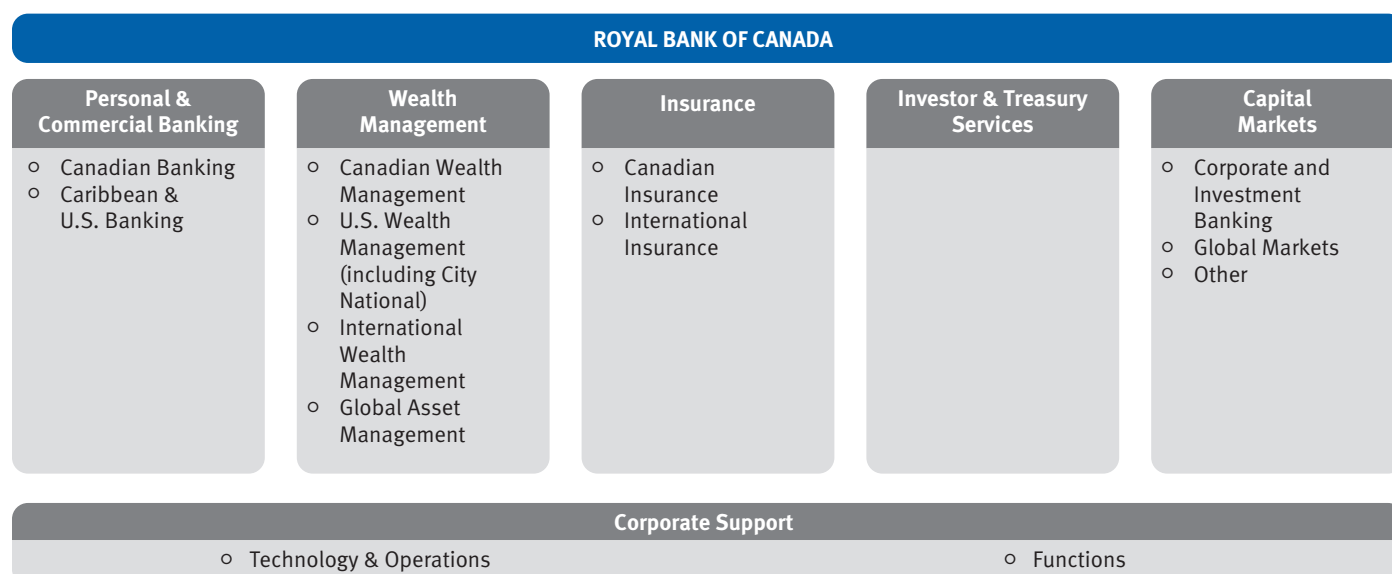 ROYAL BANK OF CANADA
Personal &
Commercial Banking
○ Canadian Banking
○ Caribbean &
U.S. Banking
Wealth
Management
○ Canadian Wealth
Management
○ U.S. Wealth
Management
(including City
National)
○ International
Wealth
Management
○ Global Asset
Management
Insurance
○ Canadian
Insurance
○ International
Insurance
Investor & Treasury
Services
Capital
Markets
○ Corporate and
Investment
Banking
○ Global Markets
○ Other
Corporate Support
○ Technology & Operations
○ Functions